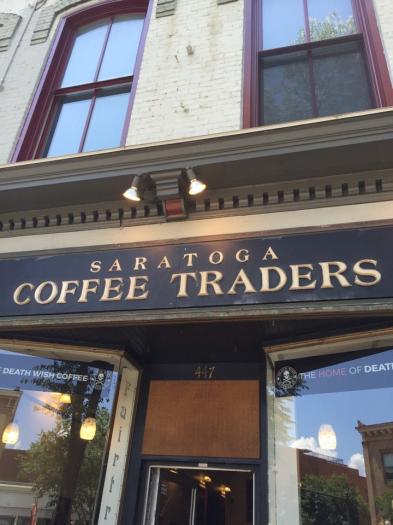 SARATOGA
COFFEE TRADERS
447
DEATH WISH COFFEE
THE HOME OF DEATH